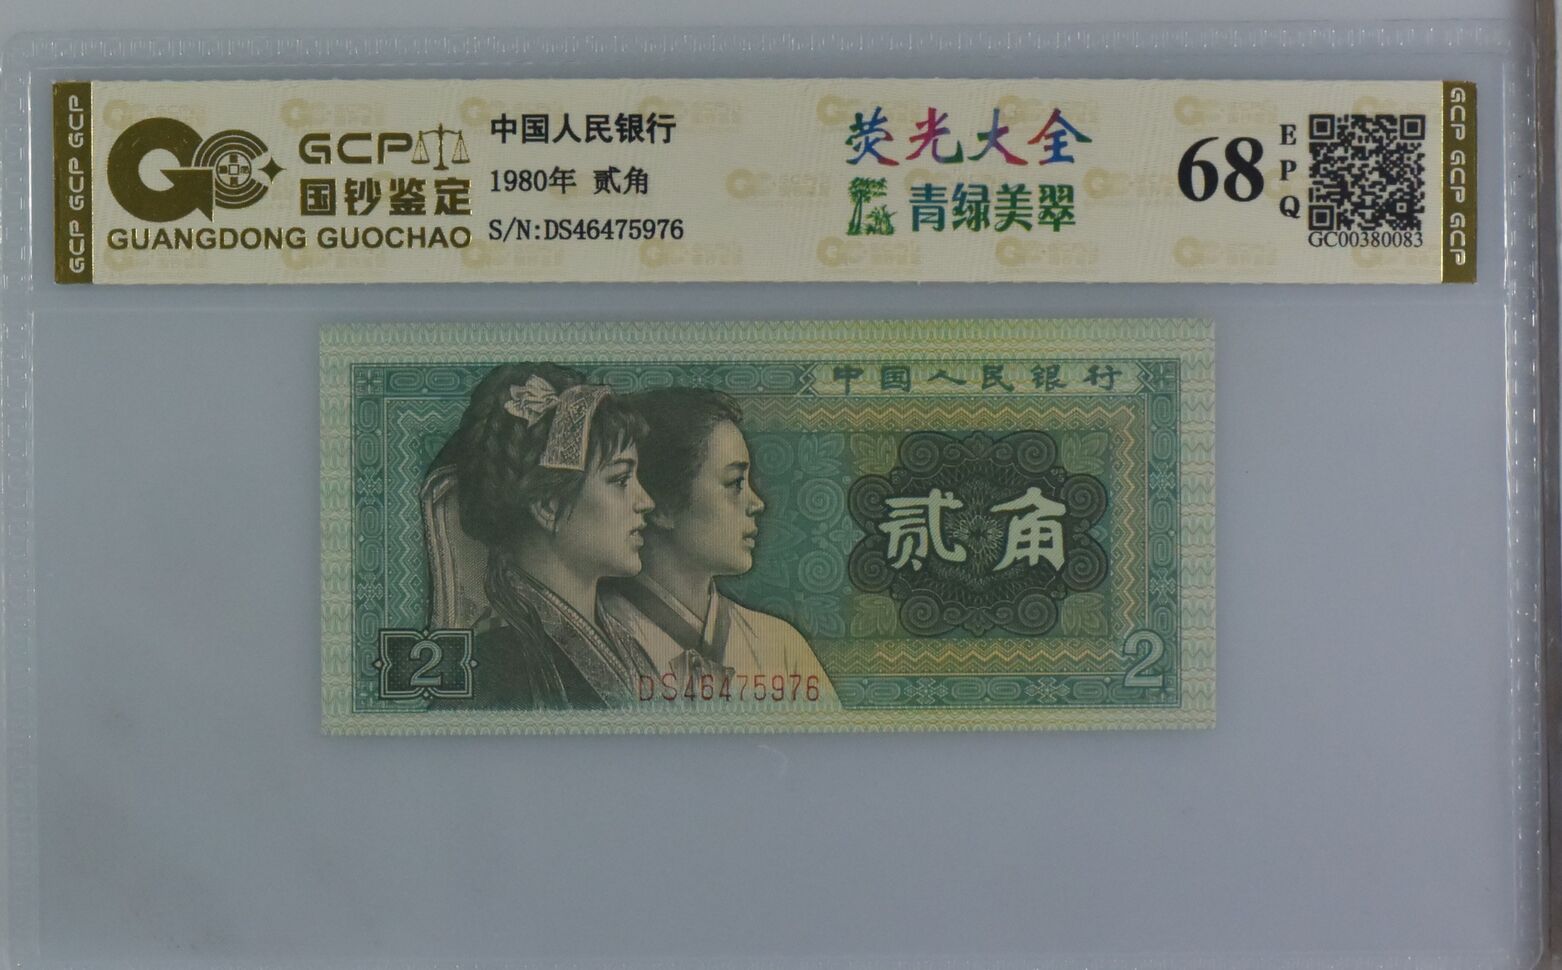 GCP GCP GCP
GCP
国钞鉴定
GUANGDONG GUOCHAO
中国人民银行
1980年 贰角
S/N:DS46475976
荧光大全
青绿美翠
68
EPQ
GC00380083
GCP GCP GCP
中国人民银行
贰角
2
DS46475976
2